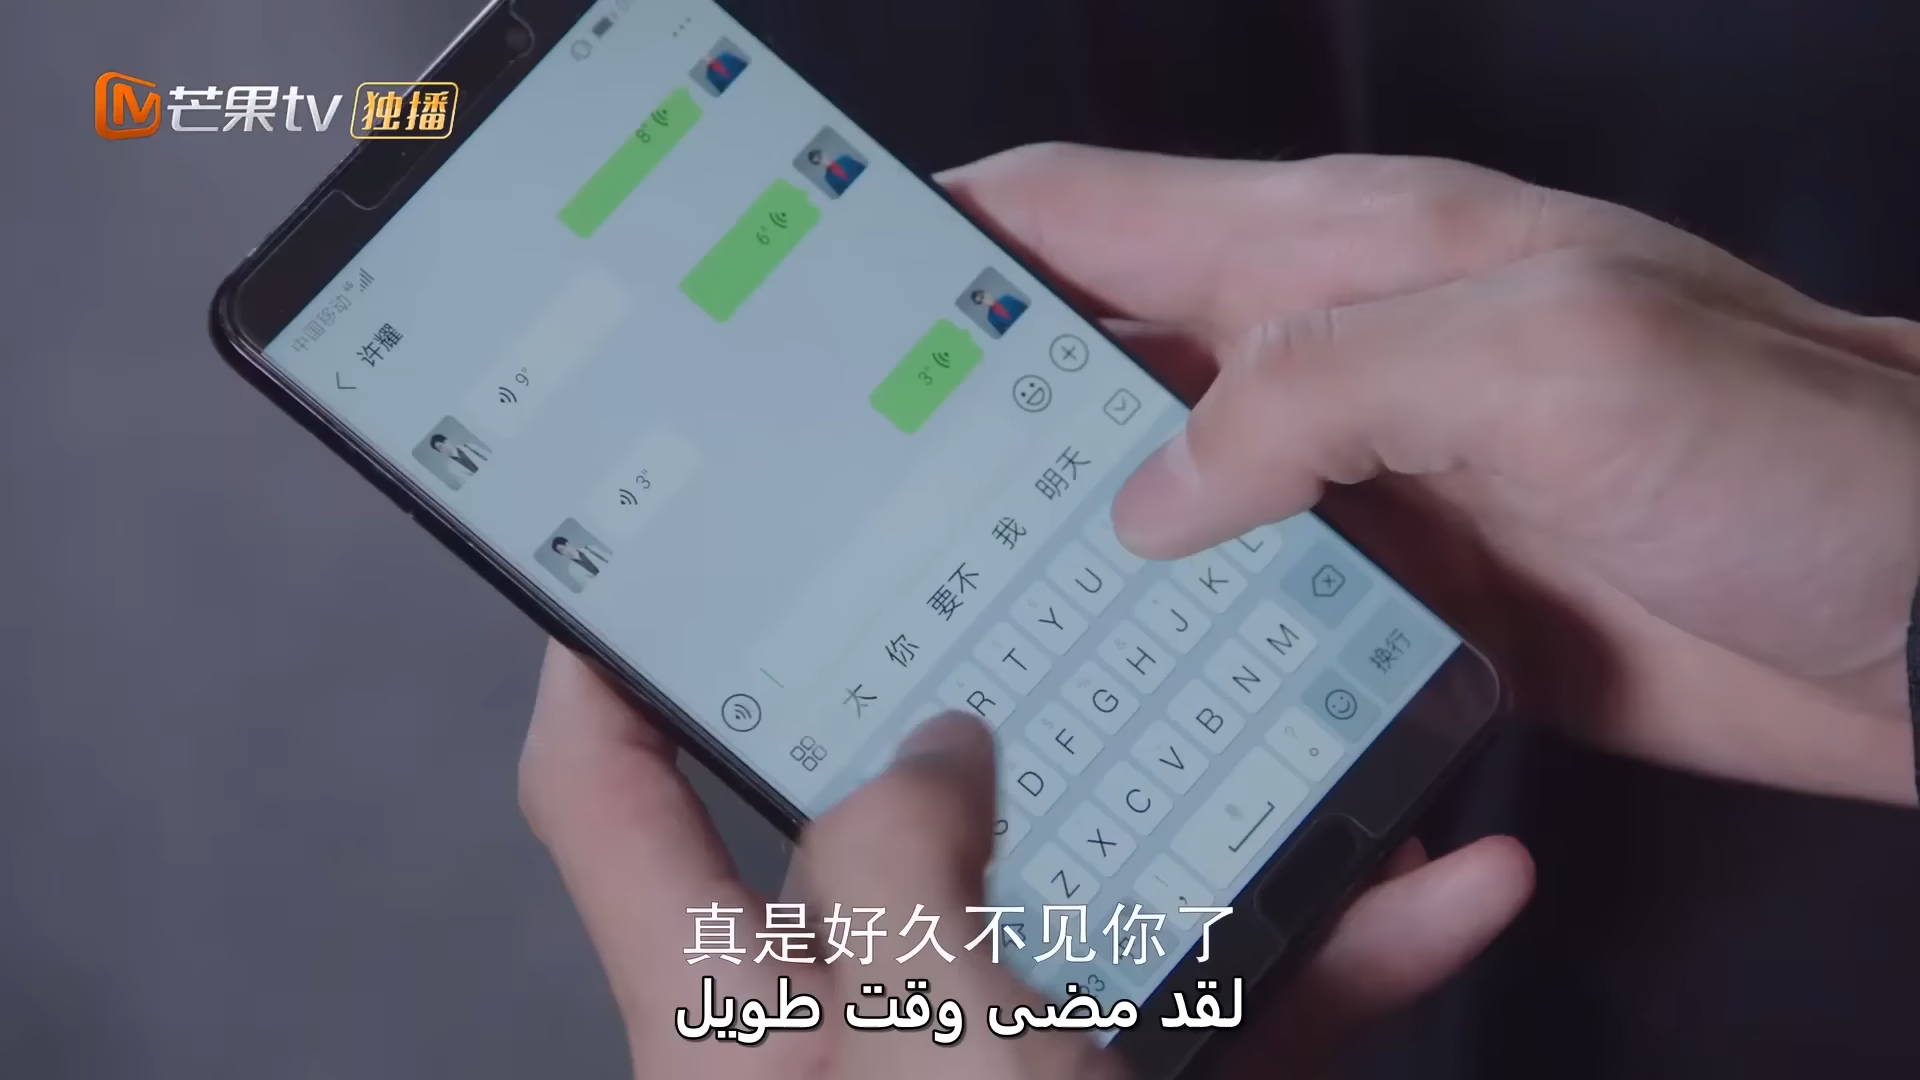 芒果tv 独播
中国移动
许耀
8"
6"
9"
3"
3"
太 你 要不 我 明天
R T Y U
D F G H J K L
Z X C V B N M
换行
真是好久不见你了
لقد مضى وقت طويل